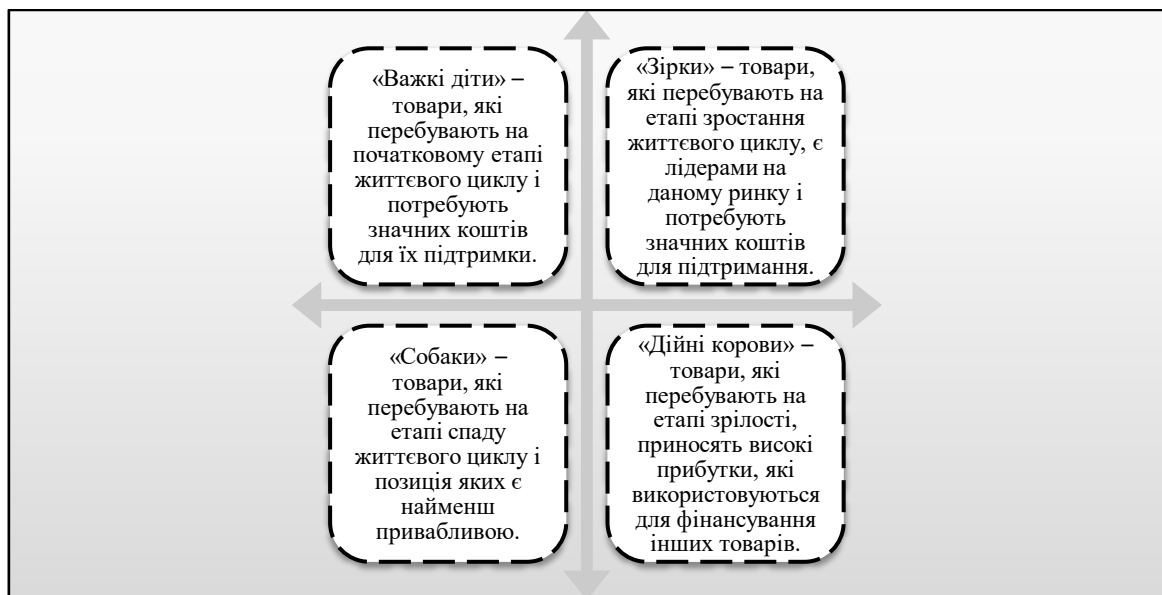 «Важкі діти» –
товари, які
перебувають на
початковому етапі
життєвого циклу і
потребують
значних коштів
для їх підтримки.
«Зірки» – товари,
які перебувають на
етапі зростання
життєвого циклу, є
лідерами на
даному ринку і
потребують
значних коштів
для підтримання.
«Собаки» –
товари, які
перебувають на
етапі спаду
життєвого циклу і
позиція яких є
найменш
привабливою.
«Дійні корови» –
товари, які
перебувають на
етапі зрілості,
приносять високі
прибутки, які
використовуються
для фінансування
інших товарів.